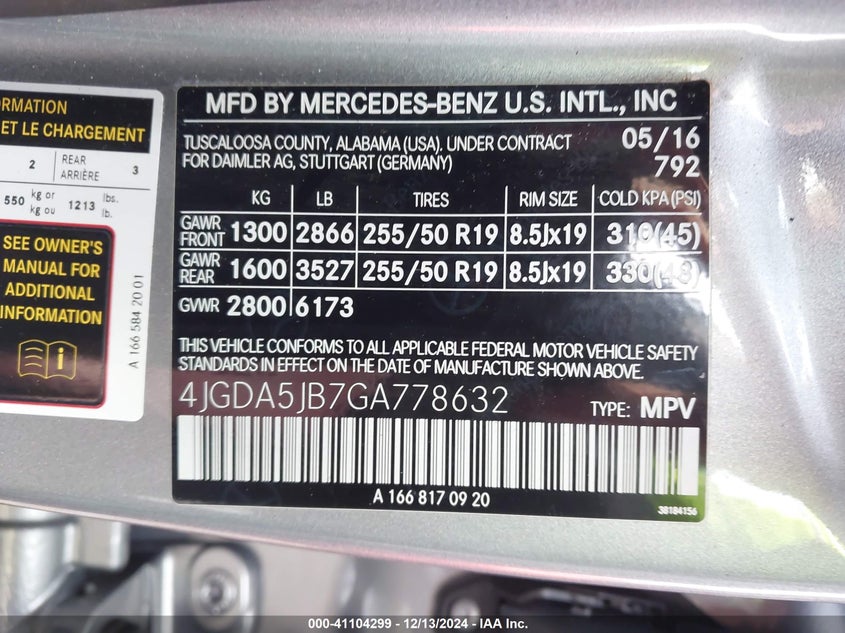 ORMATION
ET LE CHARGEMENT
2 REAR ARRIÈRE 3
550 kg or kg ou 1213 lbs. lb.
SEE OWNER'S
MANUAL FOR
ADDITIONAL
INFORMATION
A 166 584 20 01
MFD BY MERCEDES-BENZ U.S. INTL., INC
TUSCALOOSA COUNTY, ALABAMA (USA). UNDER CONTRACT 05/16
FOR DAIMLER AG, STUTTGART (GERMANY) 792
KG LB TIRES RIM SIZE COLD KPA(PSI)
GAWR FRONT 1300 2866 255/50 R19 8.5Jx19 310(45)
GAWR REAR 1600 3527 255/50 R19 8.5Jx19 330(48)
GVWR 2800 6173
THIS VEHICLE CONFORMS TO ALL APPLICABLE FEDERAL MOTOR VEHICLE SAFETY
STANDARDS IN EFFECT ON THE DATE OF MANUFACTURE SHOWN ABOVE.
4JGDA5JB7GA778632 TYPE: MPV
A 166 817 09 20
38184156
000-41104299 - 12/13/2024 - IAA Inc.